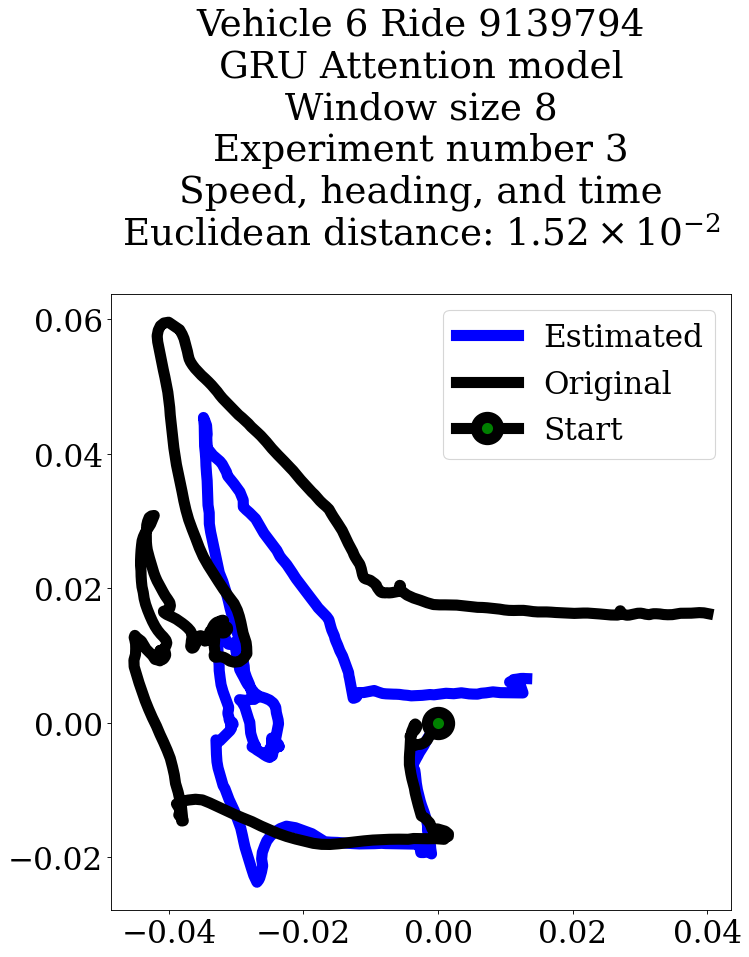 Vehicle 6 Ride 9139794
GRU Attention model
Window size 8
Experiment number 3
Speed, heading, and time
Euclidean distance: 1.52 × 10⁻²
Estimated
Original
Start
0.06
0.04
0.02
0.00
−0.02
−0.04 −0.02 0.00 0.02 0.04